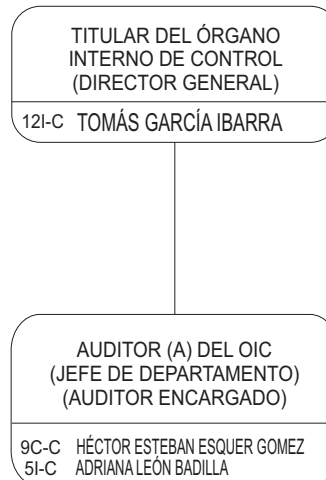 TITULAR DEL ÓRGANO
INTERNO DE CONTROL
(DIRECTOR GENERAL)
12I-C TOMÁS GARCÍA IBARRA
AUDITOR (A) DEL OIC
(JEFE DE DEPARTAMENTO)
(AUDITOR ENCARGADO)
9C-C HÉCTOR ESTEBAN ESQUER GOMEZ
5I-C ADRIANA LEÓN BADILLA